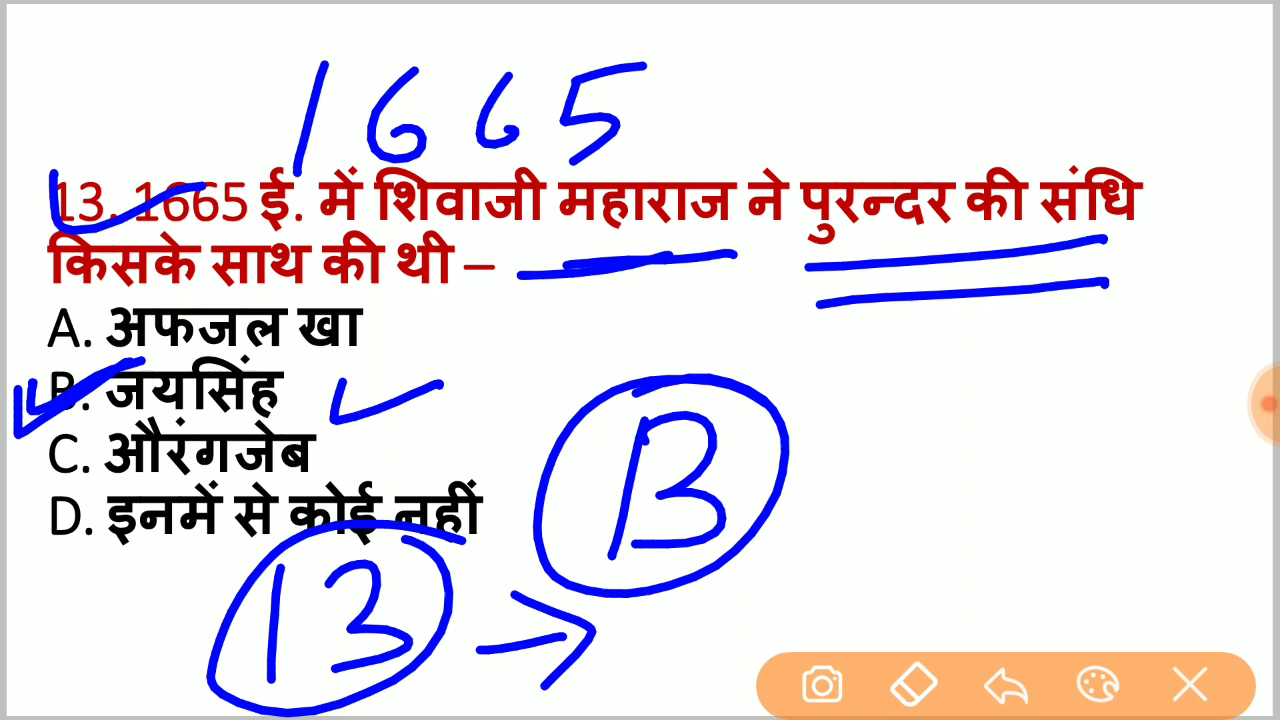 1665
13. 1665 ई. में शिवाजी महाराज ने पुरन्दर की संधि
किसके साथ की थी –
A. अफजल खा
B. जयसिंह
C. औरंगजेब
D. इनमें से कोई नहीं
B
13 →